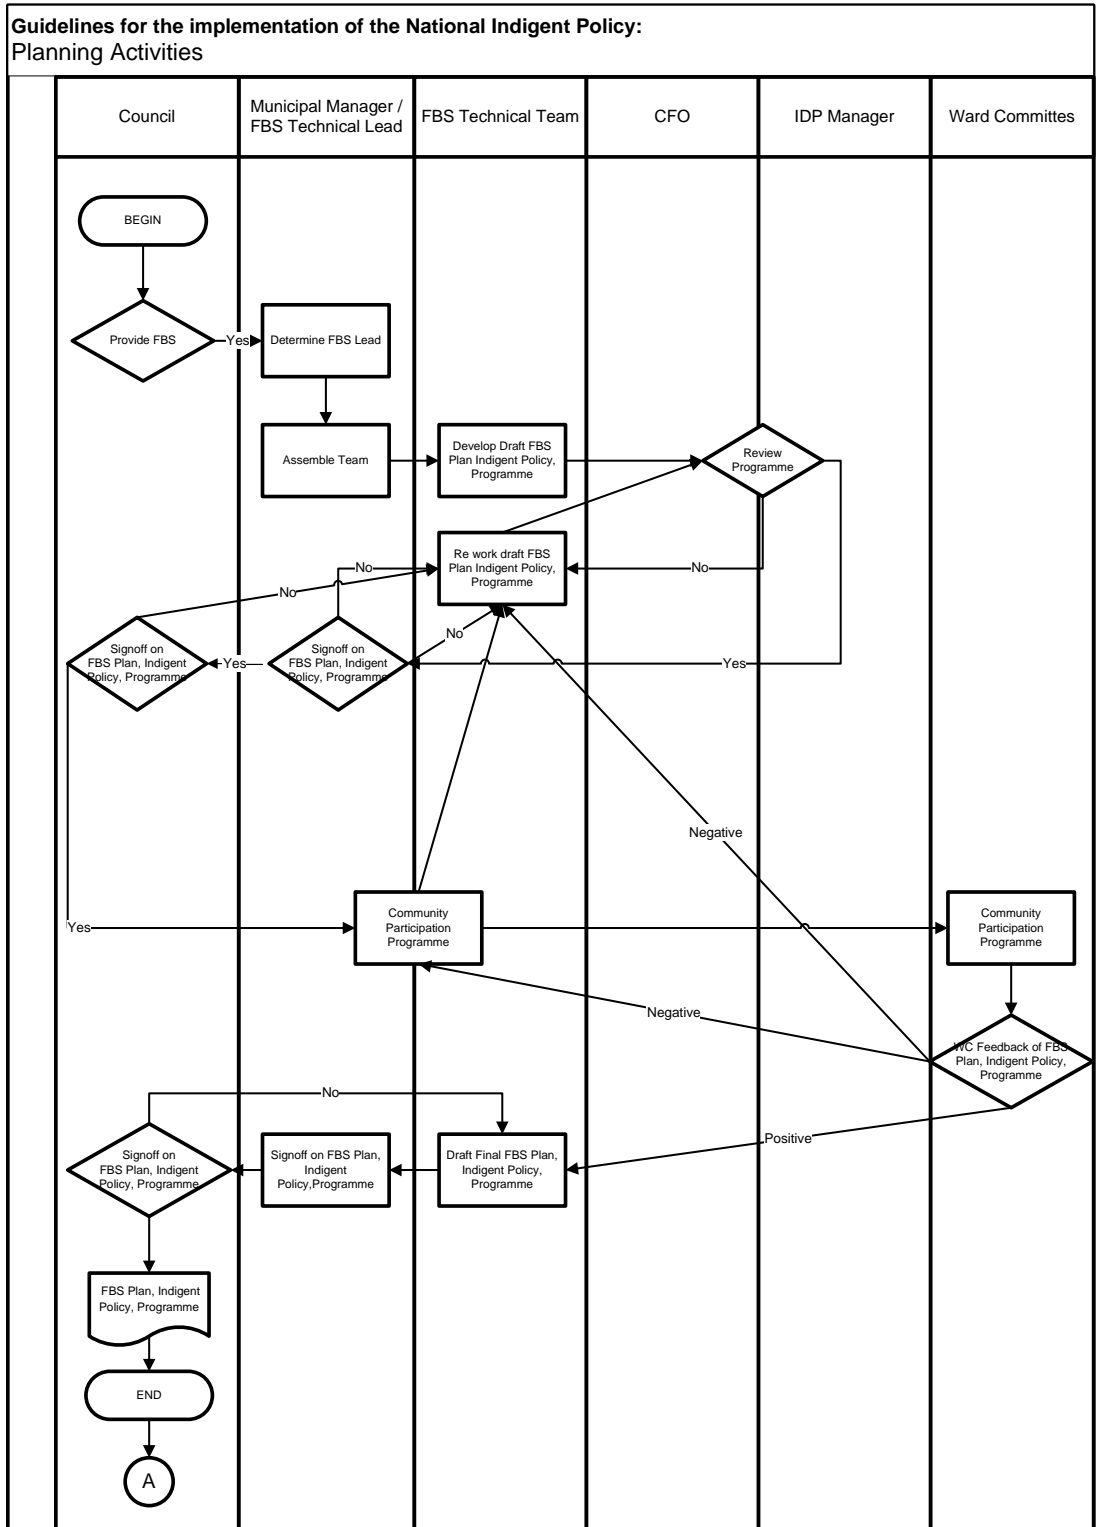 Guidelines for the implementation of the National Indigent Policy:
Planning Activities
Council
Municipal Manager /
FBS Technical Lead
FBS Technical Team
CFO
IDP Manager
Ward Committes
BEGIN
Provide FBS
Yes
Determine FBS Lead
Assemble Team
Develop Draft FBS
Plan Indigent Policy,
Programme
Review
Programme
Re work draft FBS
Plan Indigent Policy,
Programme
No
No
No
No
Signoff on
FBS Plan, Indigent
Policy, Programme
Yes
Signoff on
FBS Plan, Indigent
Policy, Programme
Yes
Negative
Yes
Community
Participation
Programme
Community
Participation
Programme
Negative
WC Feedback of FBS
Plan, Indigent Policy,
Programme
No
Positive
Signoff on
FBS Plan, Indigent
Policy, Programme
Signoff on FBS Plan,
Indigent
Policy,Programme
Draft Final FBS Plan,
Indigent Policy,
Programme
FBS Plan, Indigent
Policy, Programme
END
A